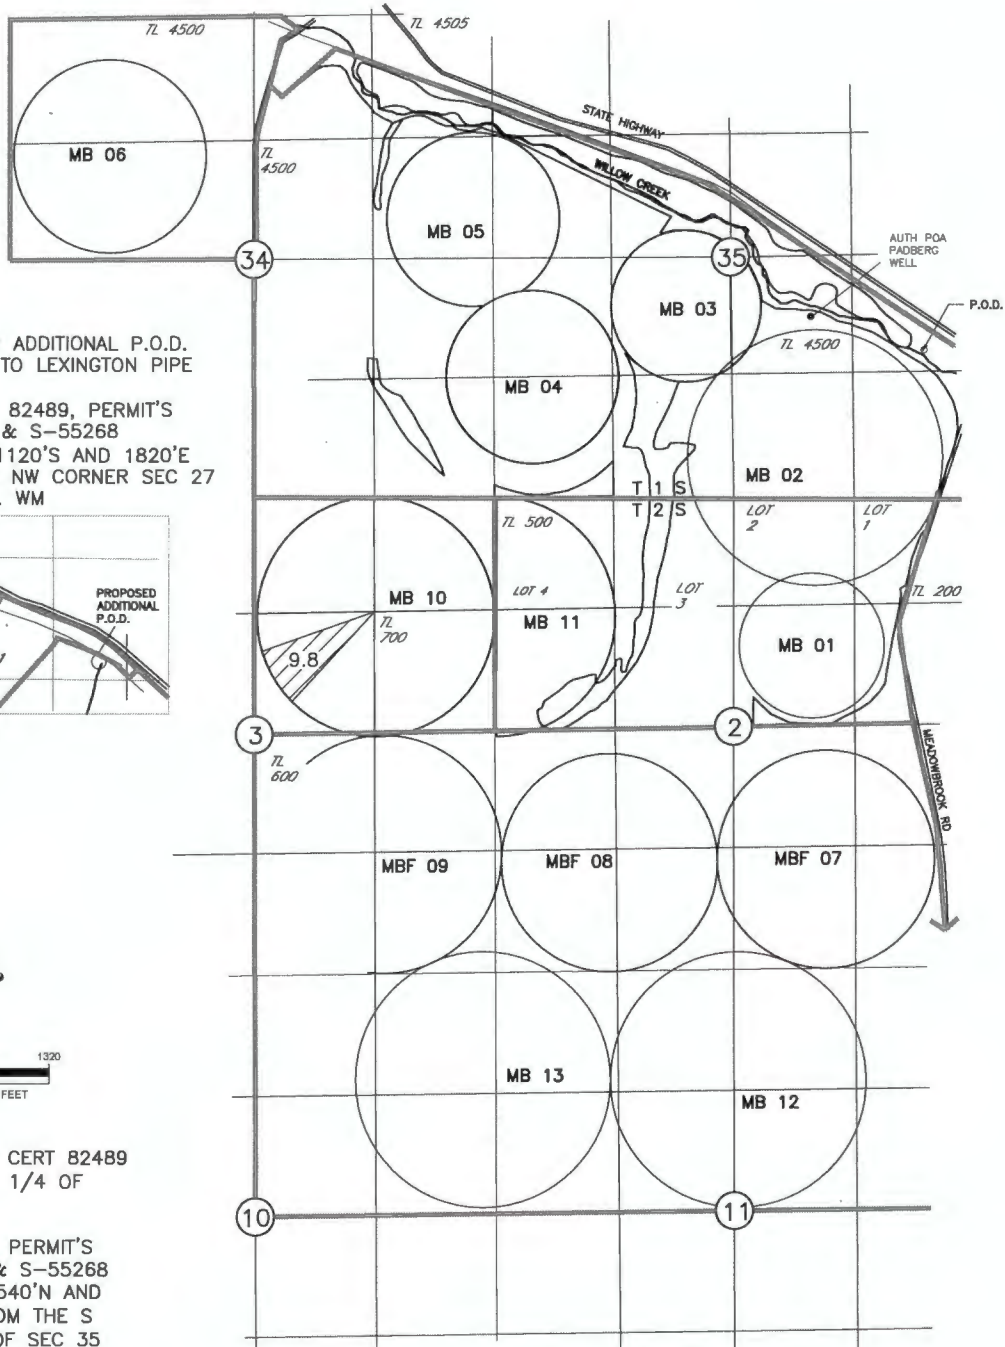 TL 4500
TL 4505
STATE HIGHWAY
WILLOW CREEK
MB 06
TL
4500
MB 05
34
35
AUTH POA
PADBERG
WELL
P.O.D.
MB 03
TL 4500
ADDITIONAL P.O.D.
TO LEXINGTON PIPE
MB 04
82489, PERMIT'S
& S-55268
1120'S AND 1820'E
NW CORNER SEC 27
WM
MB 02
T 1 S
T 2 S
LOT
2
LOT
1
TL 500
PROPOSED
ADDITIONAL
P.O.D.
MB 10
TL
700
LOT 4
MB 11
LOT
3
TL 200
9.8
MB 01
3
2
TL
600
MEADOWBROOK RD
MBF 09
MBF 08
MBF 07
1320
FEET
MB 13
MB 12
CERT 82489
1/4 OF
10
11
PERMIT'S
& S-55268
540'N AND
OM THE S
OF SEC 35